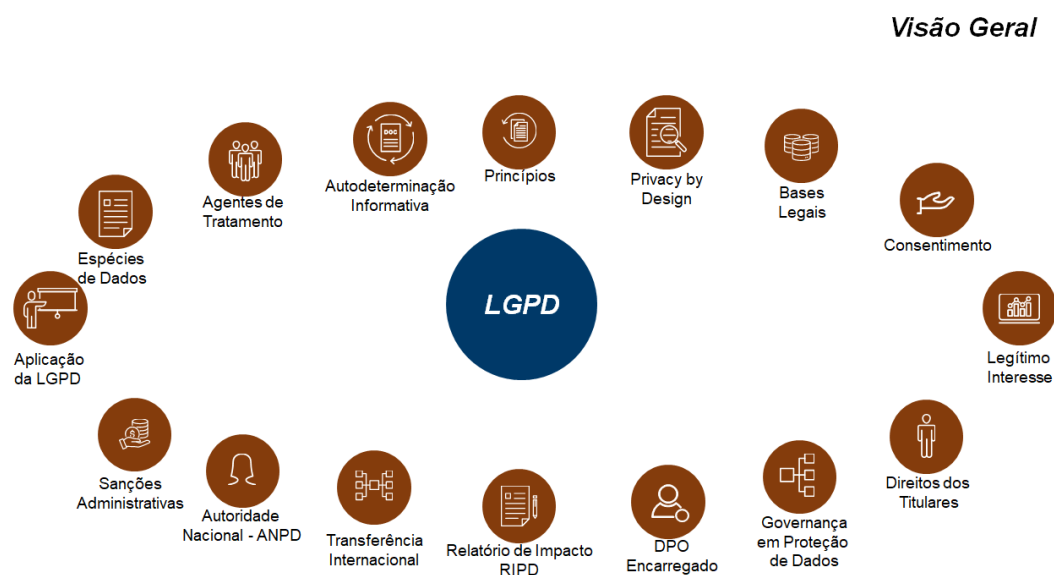 Visão Geral
Aplicação
da LGPD
Espécies
de Dados
Agentes de
Tratamento
DOC
Autodeterminação
Informativa
Princípios
Privacy by
Design
Bases
Legais
Consentimento
Legítimo
Interesse
LGPD
Direitos dos
Titulares
Governança
em Proteção
de Dados
DPO
Encarregado
Relatório de Impacto
RIPD
Transferência
Internacional
Autoridade
Nacional - ANPD
$
Sanções
Administrativas